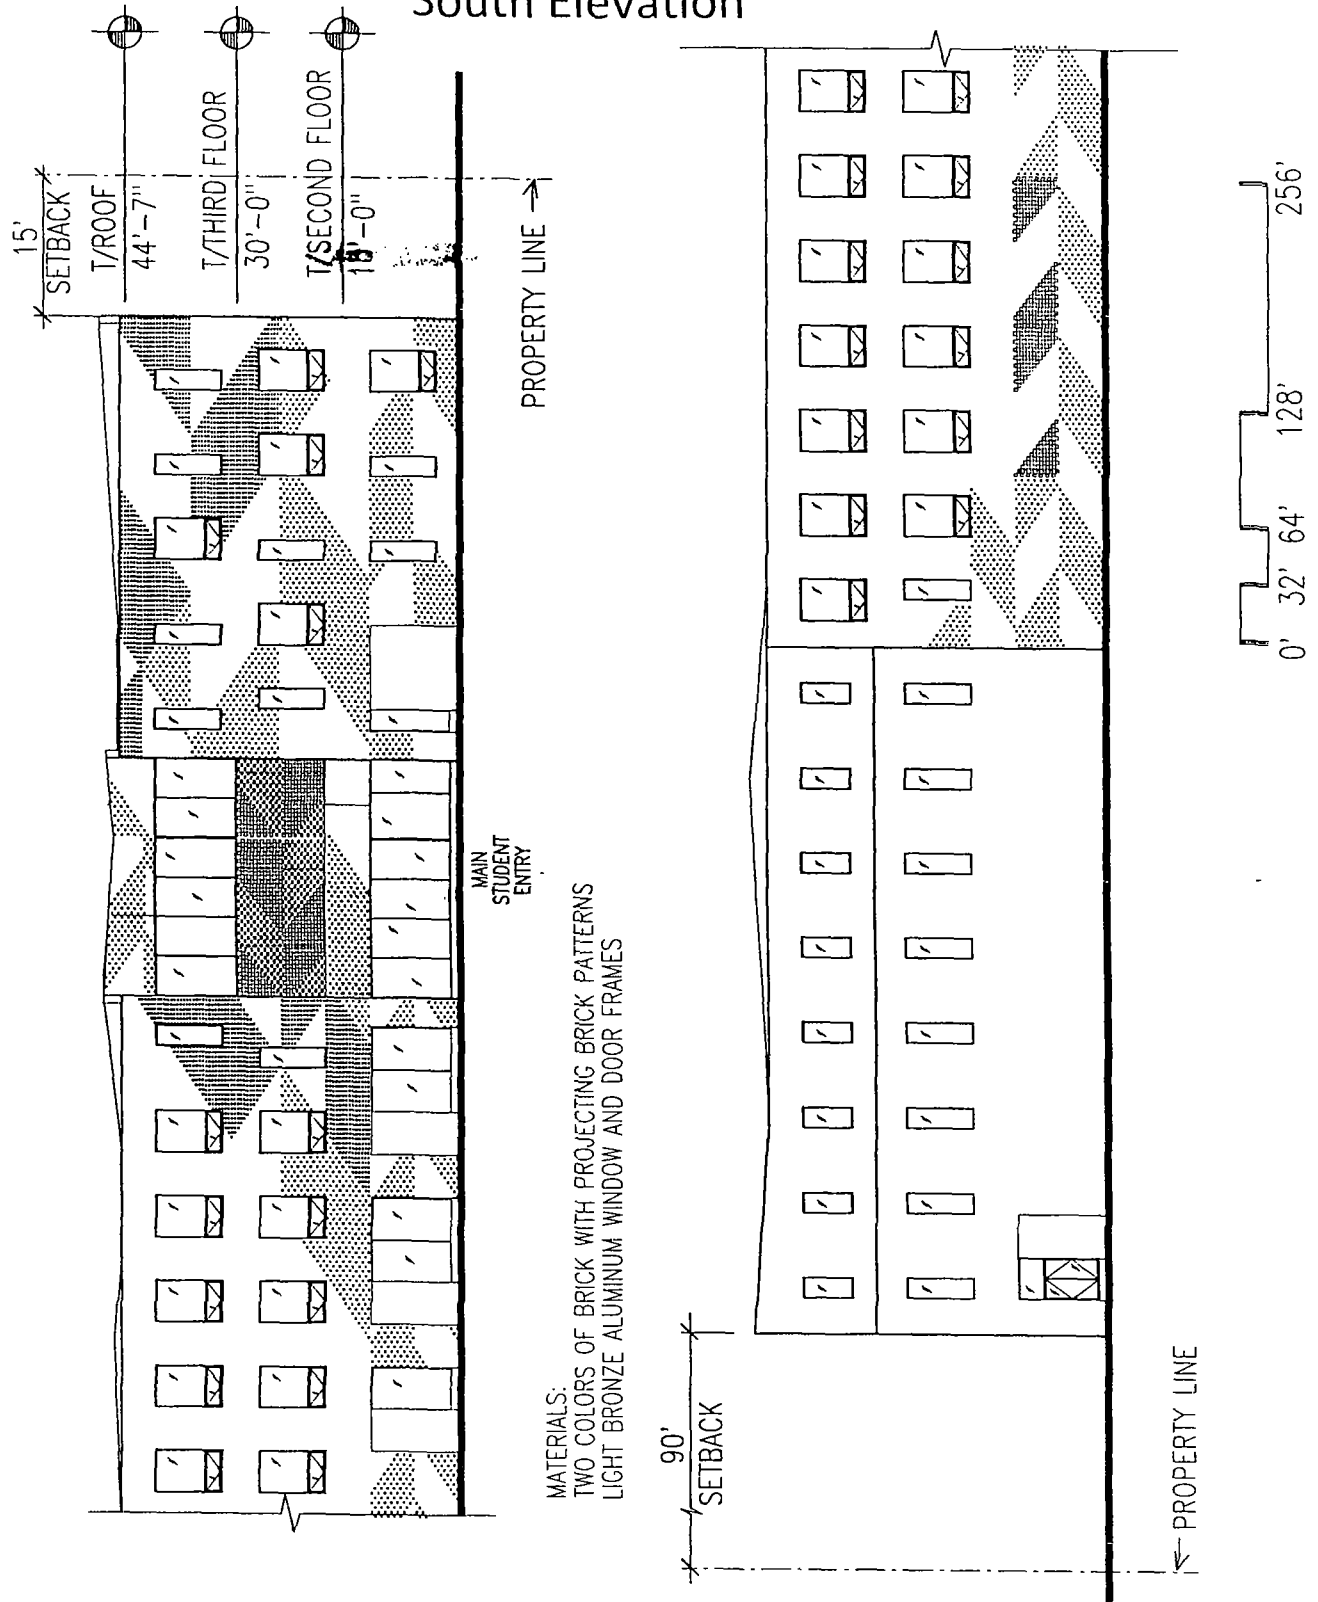 South Elevation
15'
SETBACK
T/ROOF
44'-7"
T/THIRD FLOOR
30'-0"
T/SECOND FLOOR
PROPERTY LINE →
MAIN
STUDENT
ENTRY
MATERIALS:
TWO COLORS OF BRICK WITH PROJECTING BRICK PATTERNS
LIGHT BRONZE ALUMINUM WINDOW AND DOOR FRAMES
90'
SETBACK
← PROPERTY LINE
0' 32' 64' 128' 256'